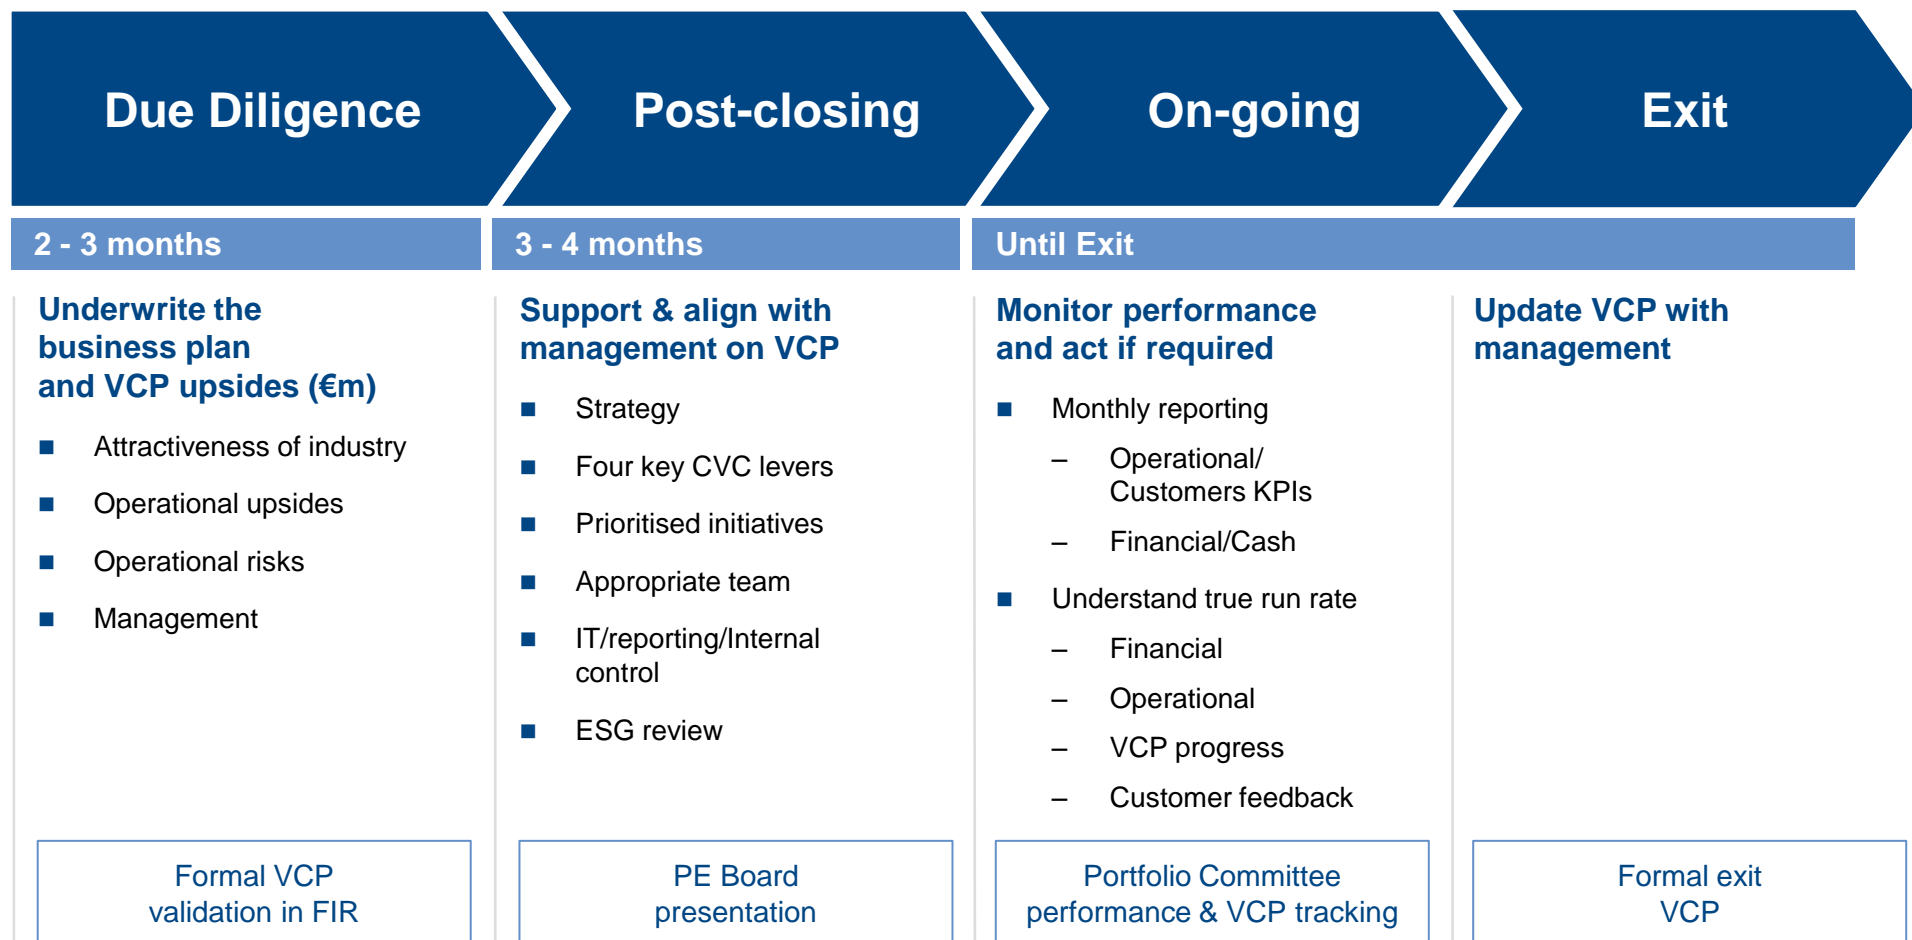 Due Diligence
Post-closing
On-going
Exit
2 - 3 months
3 - 4 months
Until Exit
Underwrite the
business plan
and VCP upsides (€m)
■ Attractiveness of industry
■ Operational upsides
■ Operational risks
■ Management
Formal VCP
validation in FIR
Support & align with
management on VCP
■ Strategy
■ Four key CVC levers
■ Prioritised initiatives
■ Appropriate team
■ IT/reporting/Internal
control
■ ESG review
PE Board
presentation
Monitor performance
and act if required
■ Monthly reporting
– Operational/
Customers KPIs
– Financial/Cash
■ Understand true run rate
– Financial
– Operational
– VCP progress
– Customer feedback
Portfolio Committee
performance & VCP tracking
Update VCP with
management
Formal exit
VCP